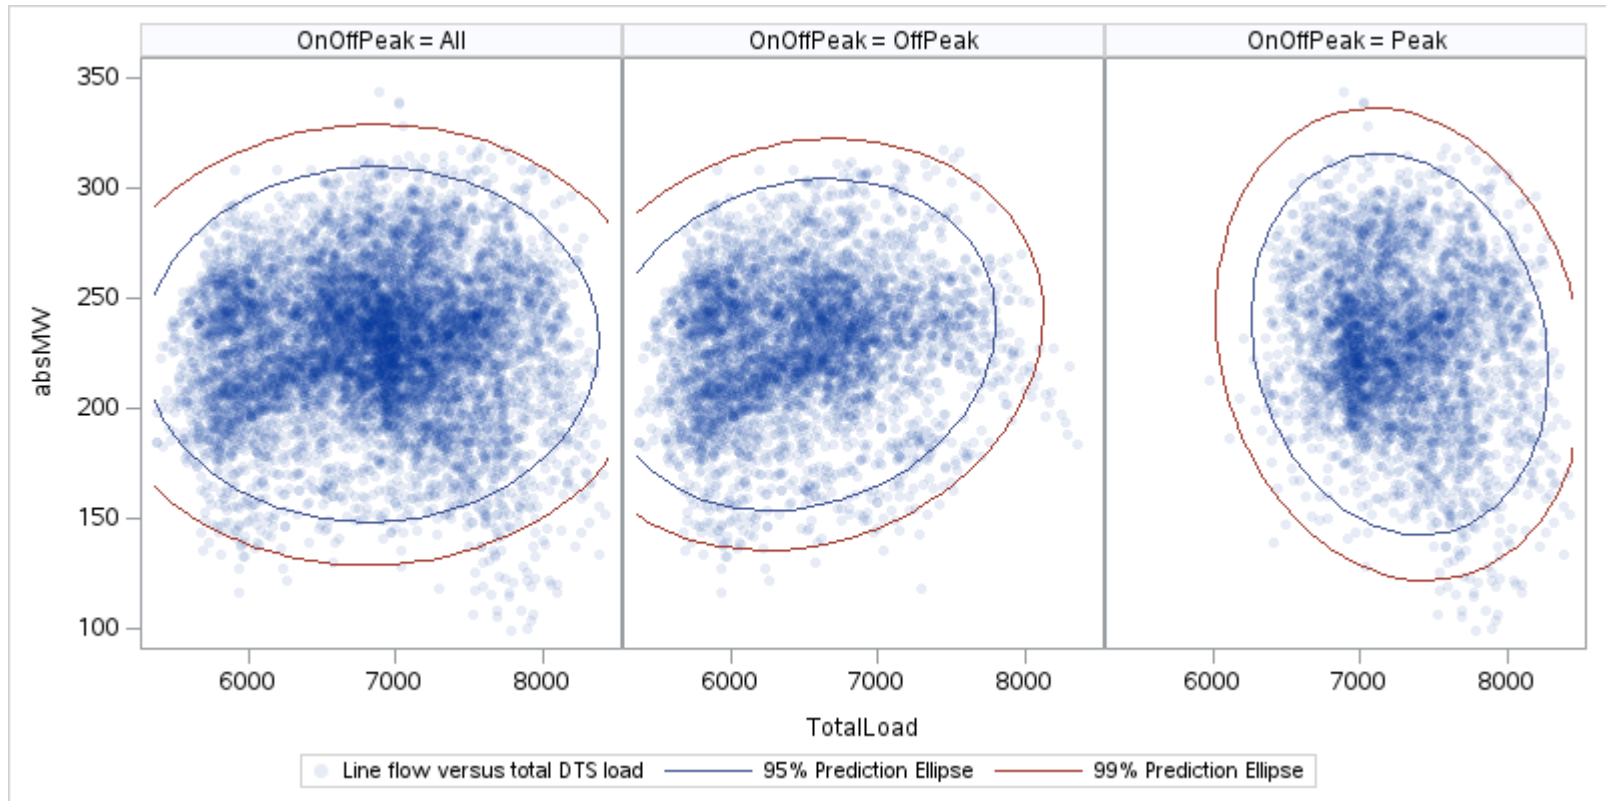 OnOffPeak = All
OnOffPeak = OffPeak
OnOffPeak = Peak
350
300
250
200
150
100
absMW
6000 7000 8000
6000 7000 8000
6000 7000 8000
TotalLoad
Line flow versus total DTS load
95% Prediction Ellipse
99% Prediction Ellipse